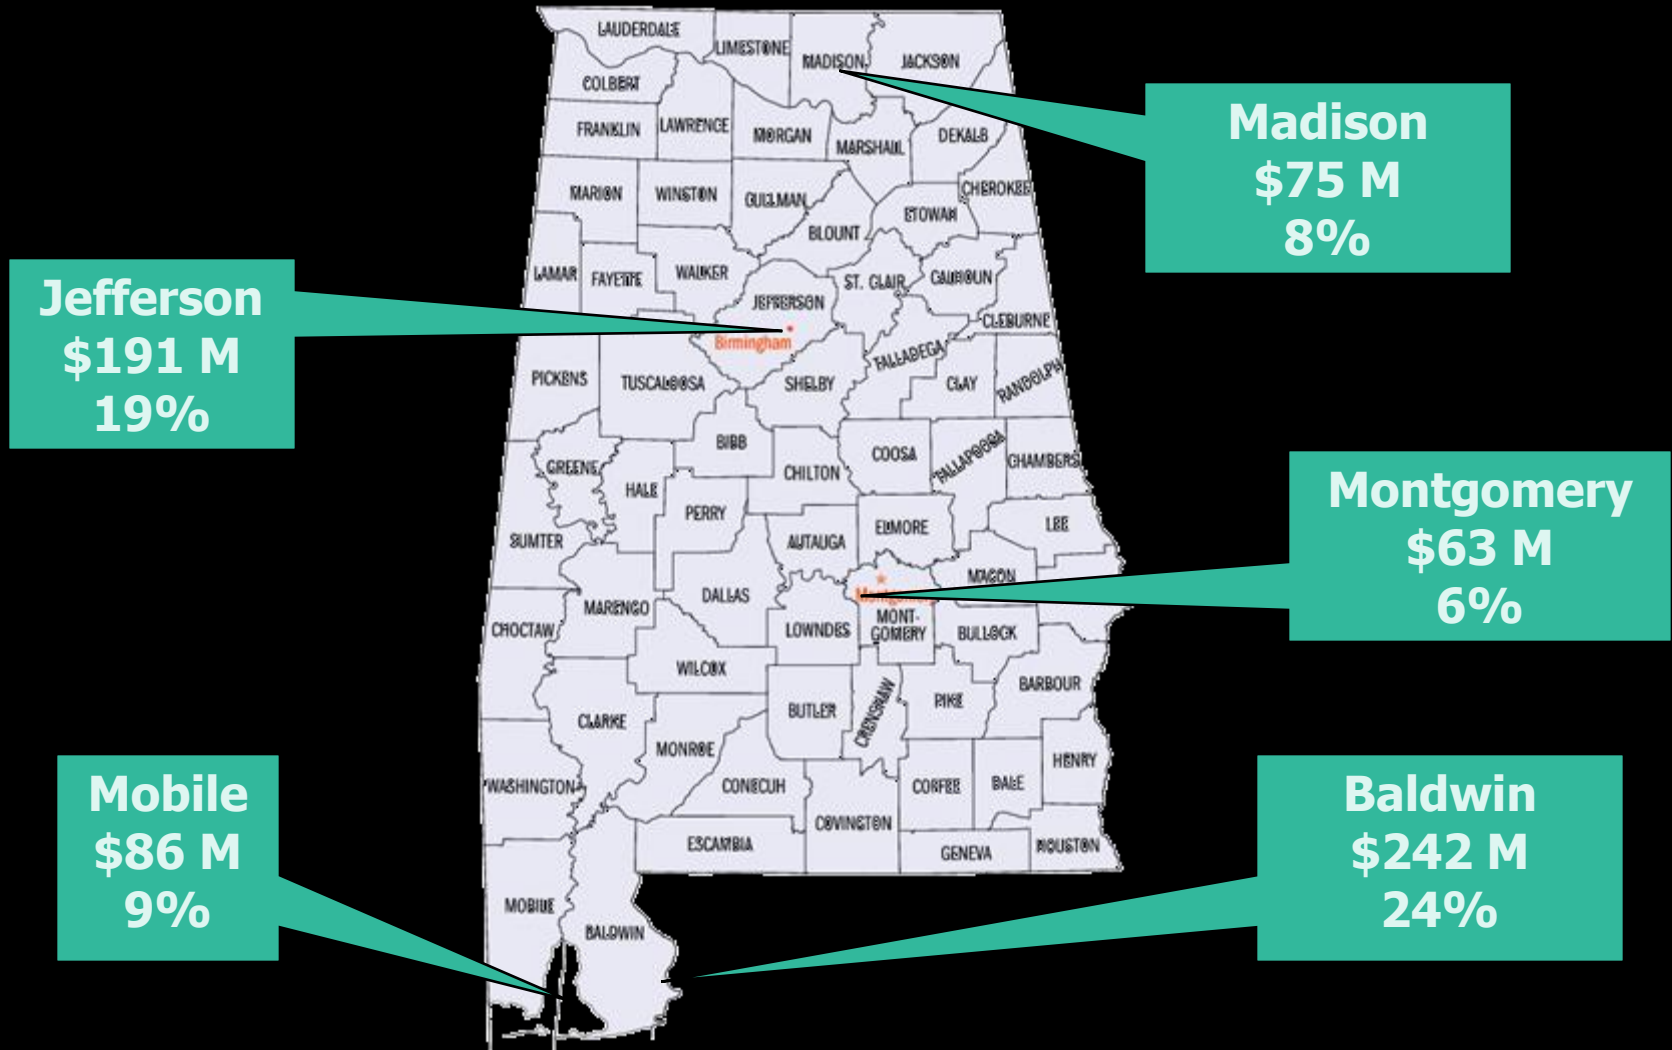 LAUDERDALE
LIMESTONE
MADISON
JACKSON
COLBERT
FRANKLIN
LAWRENCE
MORGAN
MARSHALL
DEKALB
Madison
$75 M
8%
MARION
WINSTON
CULLMAN
BLOUNT
ETOWAH
CHEROKEE
Jefferson
$191 M
19%
LAMAR
FAYETTE
WALKER
JEFFERSON
Birmingham
ST. CLAIR
CALHOUN
CLEBURNE
PICKENS
TUSCALOOSA
SHELBY
TALLADEGA
CLAY
RANDOLPH
GREENE
HALE
BIBB
CHILTON
COOSA
TALLAPOOSA
CHAMBERS
SUMTER
PERRY
AUTAUGA
ELMORE
LEE
Montgomery
$63 M
6%
CHOCTAW
MARENGO
DALLAS
LOWNDES
Montgomery
MONT-
GOMERY
MACON
BULLOCK
WILCOX
BUTLER
CRENSHAW
PIKE
BARBOUR
CLARKE
MONROE
CONECUH
COFFEE
DALE
HENRY
WASHINGTON
ESCAMBIA
COVINGTON
GENEVA
HOUSTON
Mobile
$86 M
9%
MOBILE
BALDWIN
Baldwin
$242 M
24%